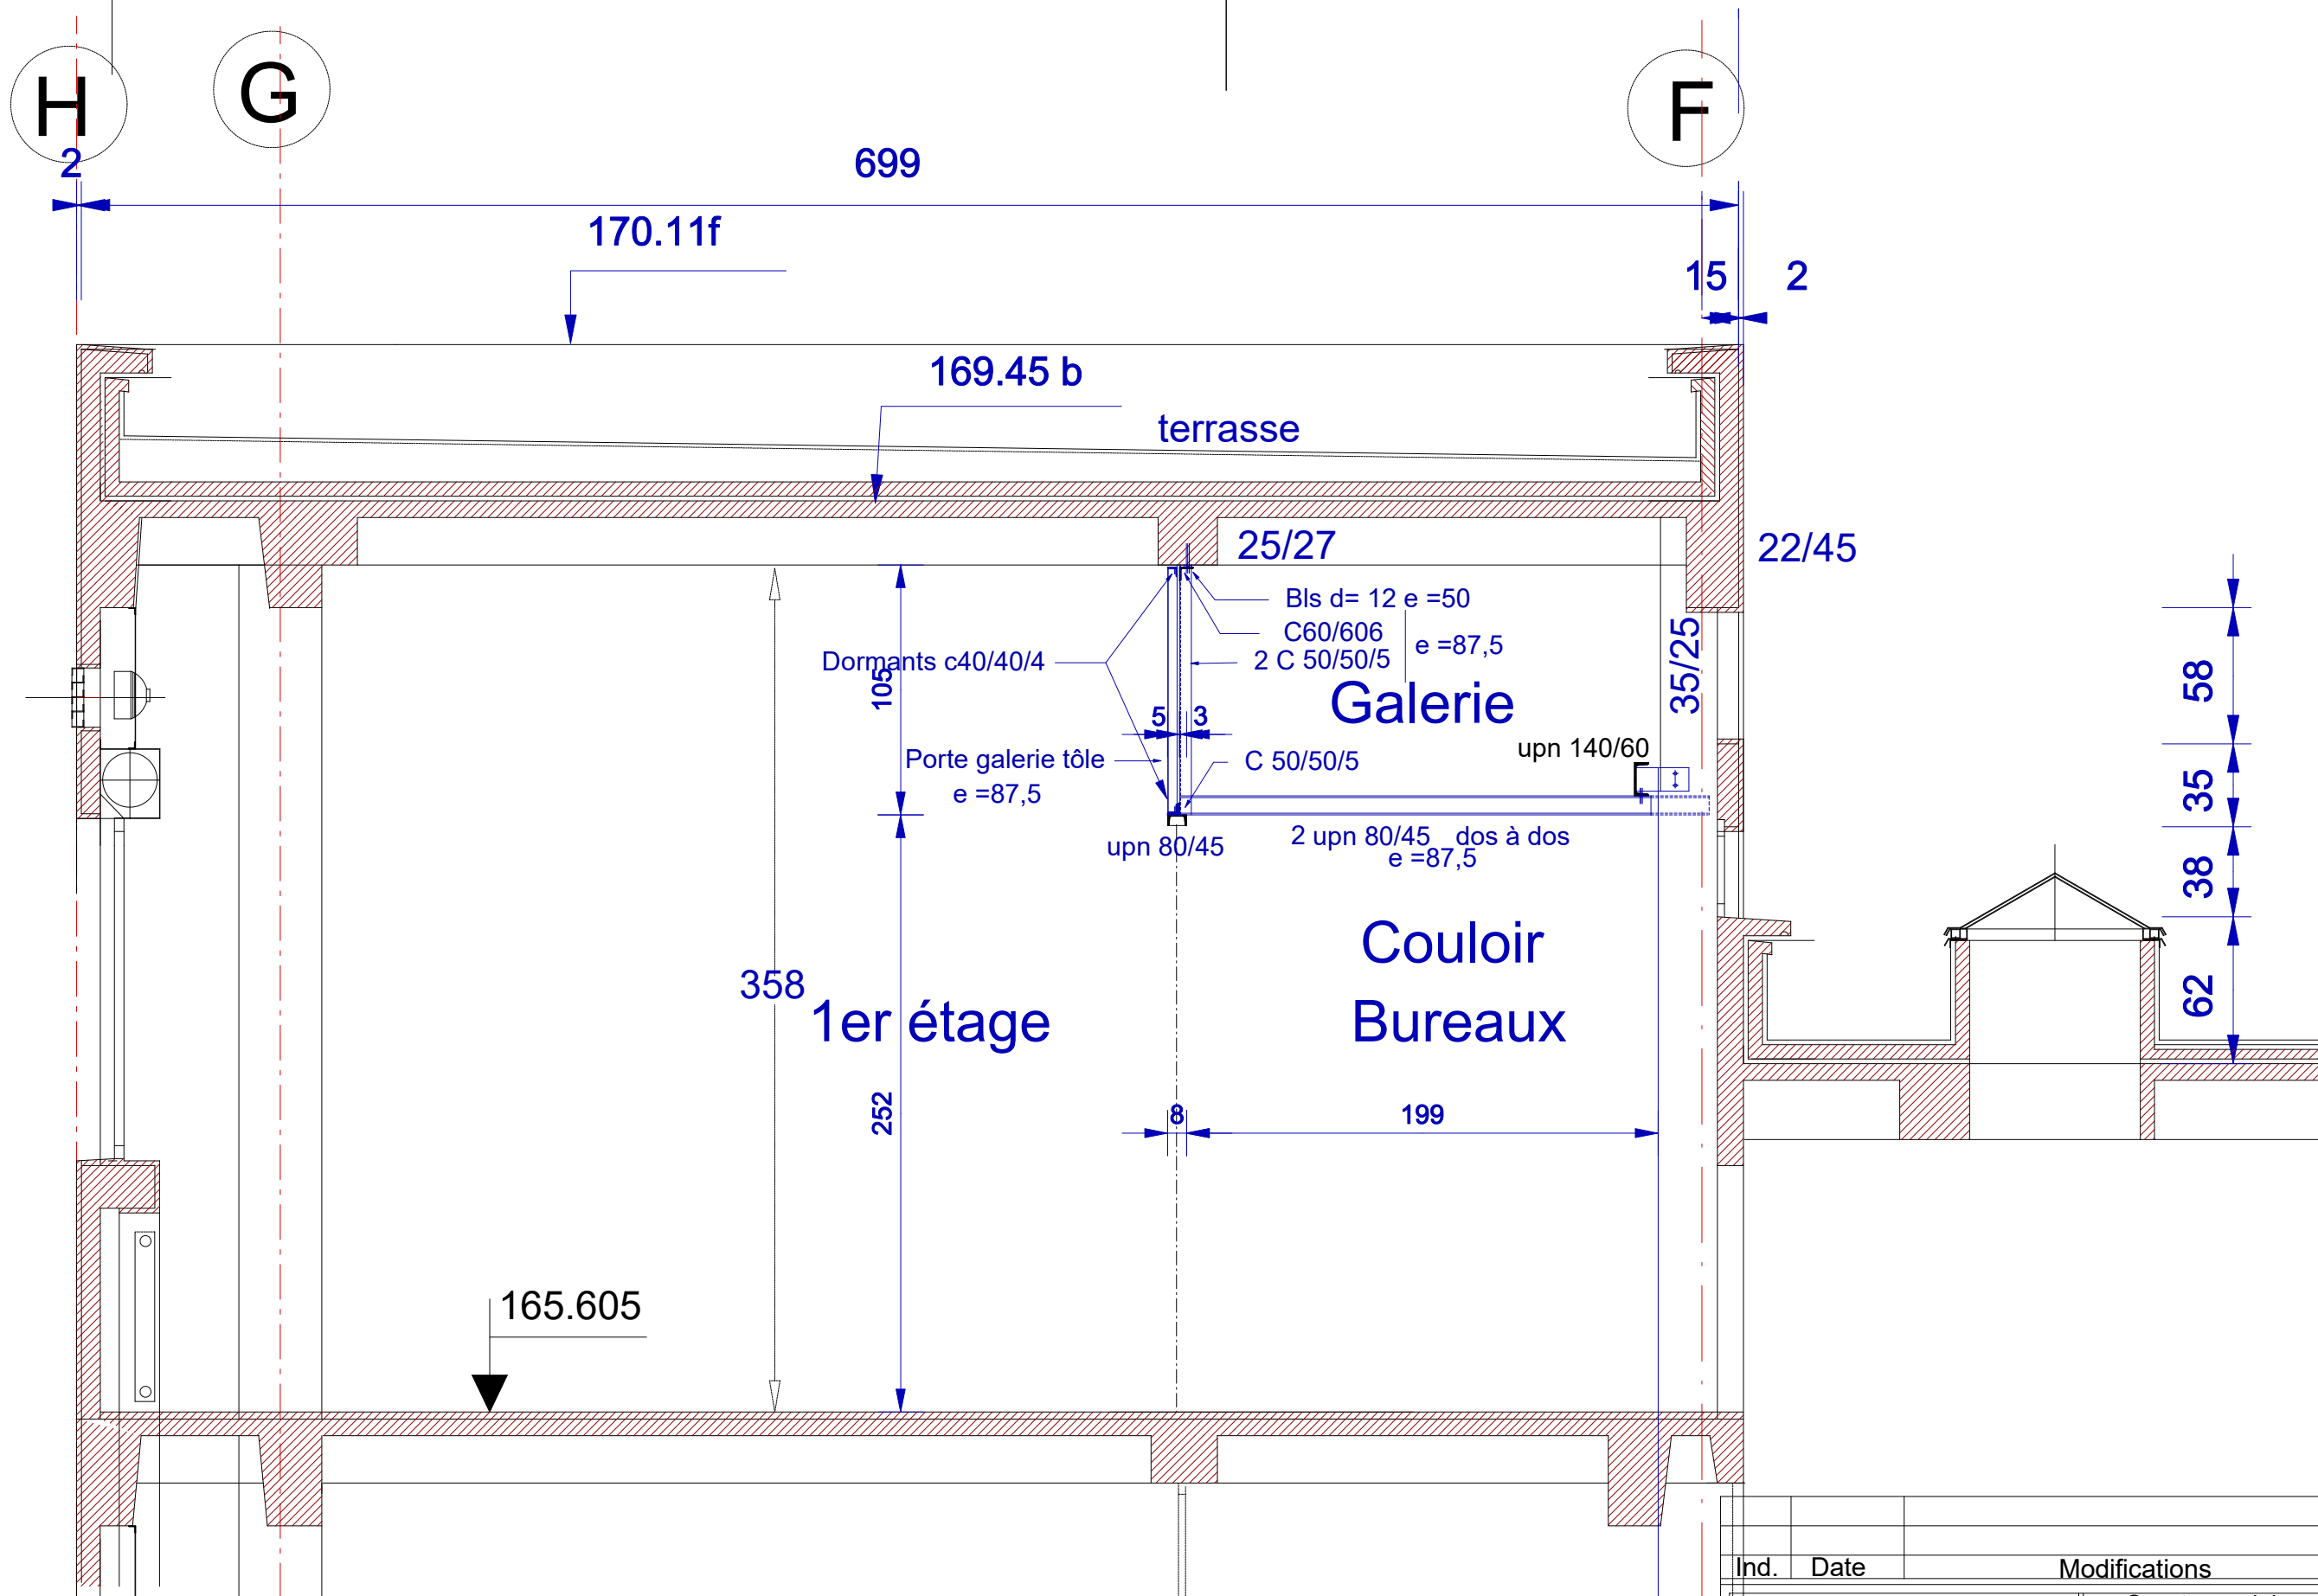 H
G
F
2
699
170.11f
15
2
169.45 b
terrasse
25/27
22/45
Bls d= 12 e =50
C60/606
e =87,5
2 C 50/50/5
Dormants c40/40/4
105
35/25
58
Galerie
5
3
upn 140/60
Porte galerie tôle
e =87,5
C 50/50/5
35
upn 80/45
2 upn 80/45 dos à dos
e =87,5
38
Couloir
Bureaux
358
1er étage
62
252
8
199
165.605
Ind.
Date
Modifications